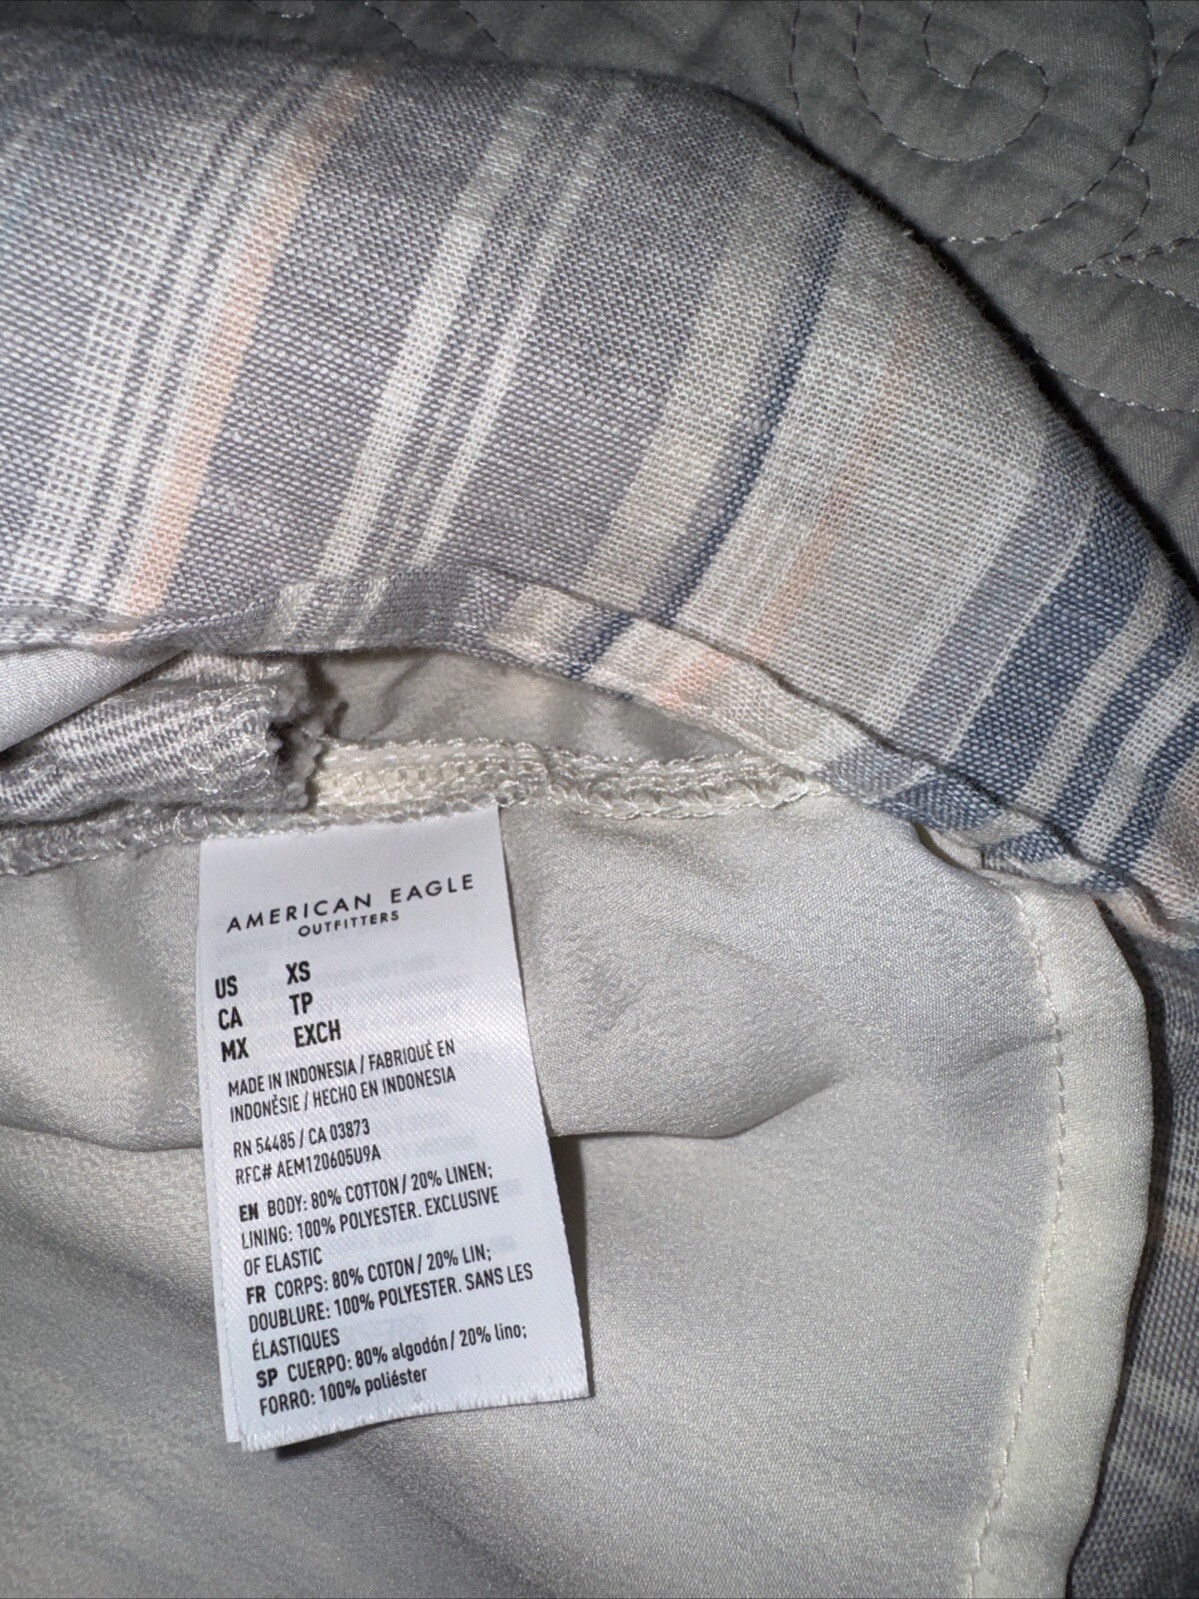 AMERICAN EAGLE
OUTFITTERS
US XS
CA TP
MX EXCH
MADE IN INDONESIA / FABRIQUÉ EN
INDONÉSIE / HECHO EN INDONESIA
RN 54485 / CA 03873
RFC# AEM120605U9A
EN BODY: 80% COTTON / 20% LINEN;
LINING: 100% POLYESTER. EXCLUSIVE
OF ELASTIC
FR CORPS: 80% COTON / 20% LIN;
DOUBLURE: 100% POLYESTER. SANS LES
ÉLASTIQUES
SP CUERPO: 80% algodón / 20% lino;
FORRO: 100% poliéster